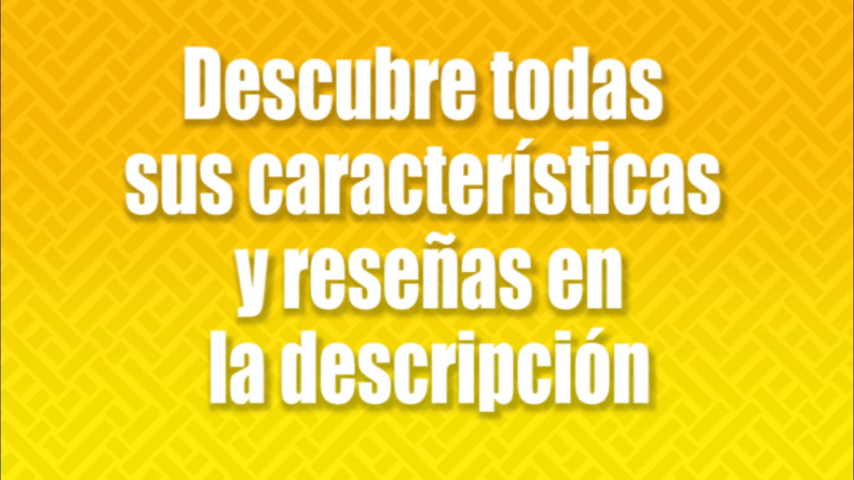 Descubre todas
sus características
y reseñas en
la descripción